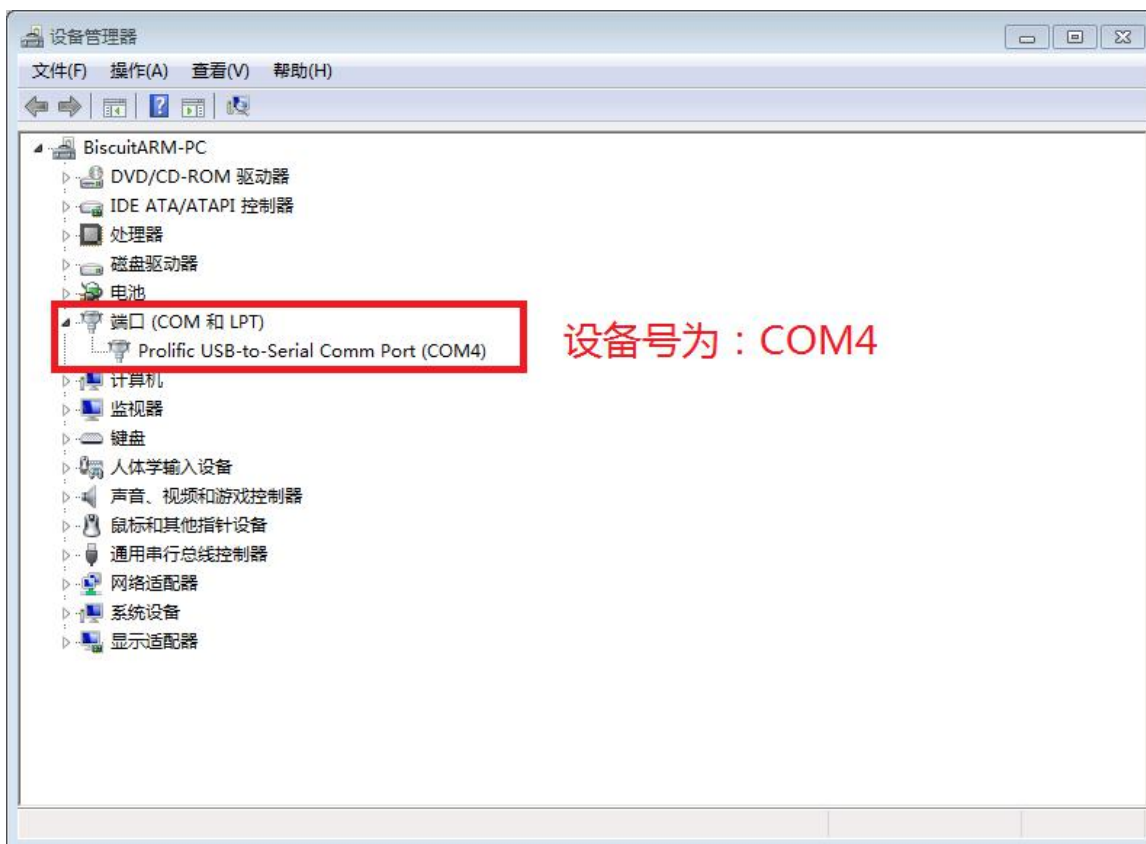 设备管理器
文件(F) 操作(A) 查看(V) 帮助(H)
BiscuitARM-PC
DVD/CD-ROM 驱动器
IDE ATA/ATAPI 控制器
处理器
磁盘驱动器
电池
端口 (COM 和 LPT)
Prolific USB-to-Serial Comm Port (COM4)
设备号为：COM4
计算机
监视器
键盘
人体学输入设备
声音、视频和游戏控制器
鼠标和其他指针设备
通用串行总线控制器
网络适配器
系统设备
显示适配器